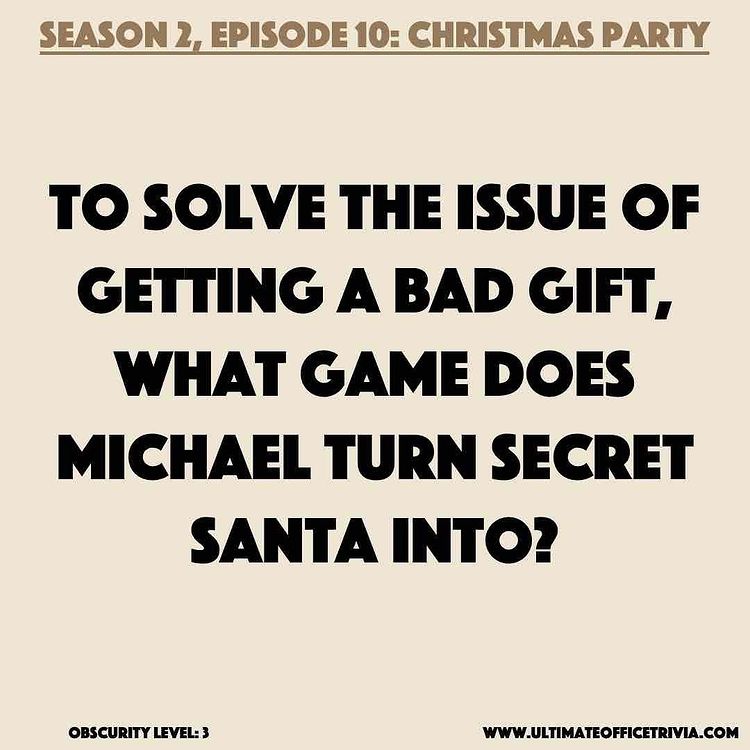 SEASON 2, EPISODE 10: CHRISTMAS PARTY
TO SOLVE THE ISSUE OF
GETTING A BAD GIFT,
WHAT GAME DOES
MICHAEL TURN SECRET
SANTA INTO?
OBSCURITY LEVEL: 3
WWW.ULTIMATEOFFICETRIVIA.COM